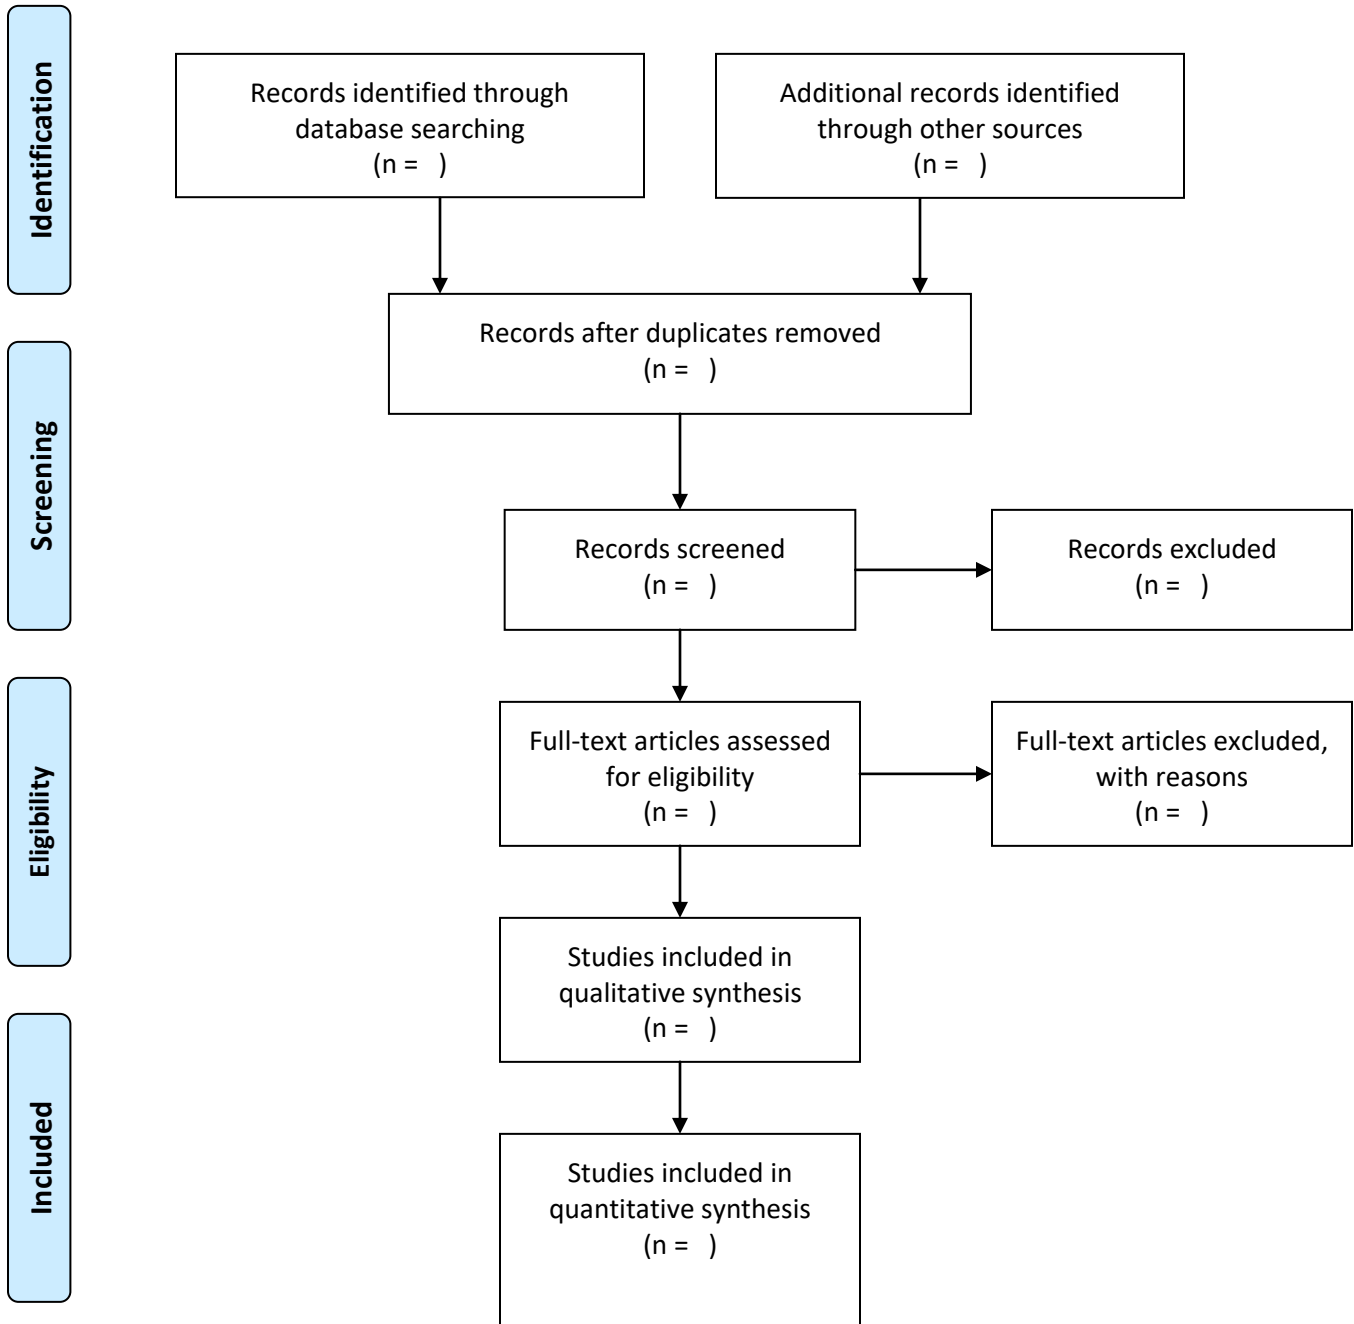 Identification
Records identified through
database searching
(n =   )
Additional records identified
through other sources
(n =   )
Records after duplicates removed
(n =   )
Screening
Records screened
(n =   )
Records excluded
(n =   )
Eligibility
Full-text articles assessed
for eligibility
(n =   )
Full-text articles excluded,
with reasons
(n =   )
Studies included in
qualitative synthesis
(n =   )
Included
Studies included in
quantitative synthesis
(n =   )